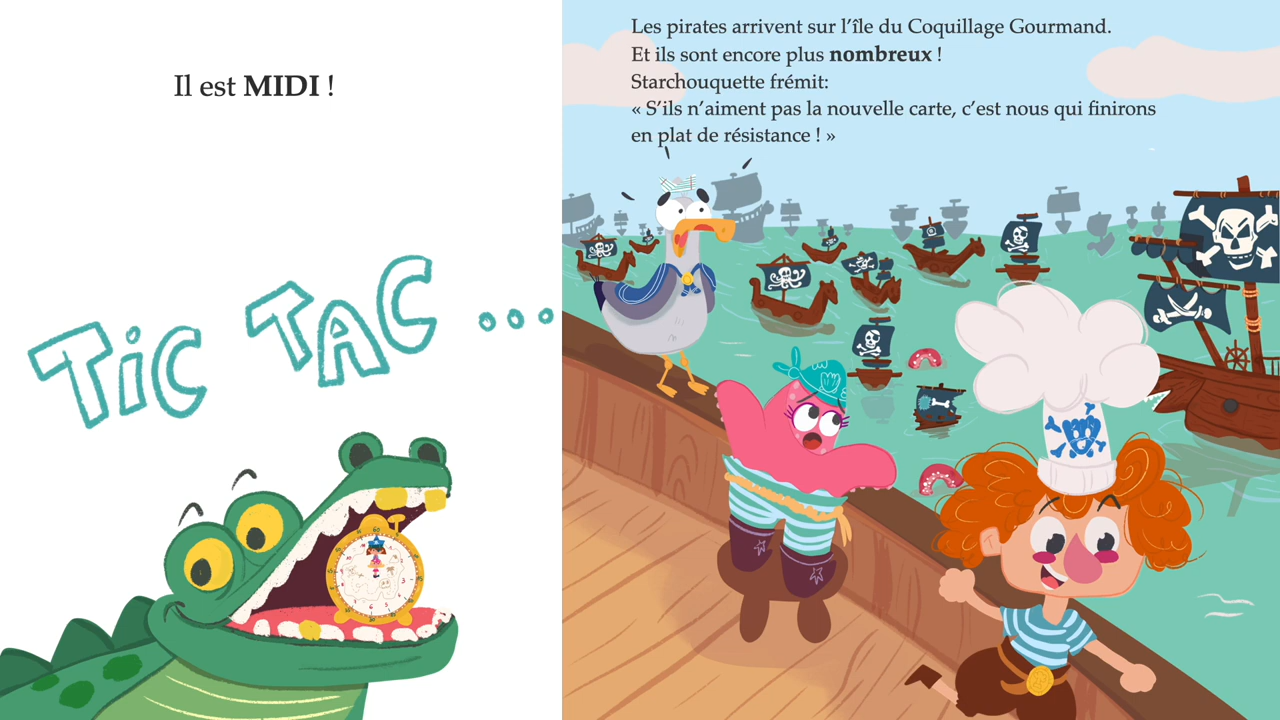 Il est MIDI !
TiC TAC ...
Les pirates arrivent sur l’île du Coquillage Gourmand.
Et ils sont encore plus nombreux !
Starchouquette frémit:
« S’ils n’aiment pas la nouvelle carte, c’est nous qui finirons
en plat de résistance ! »